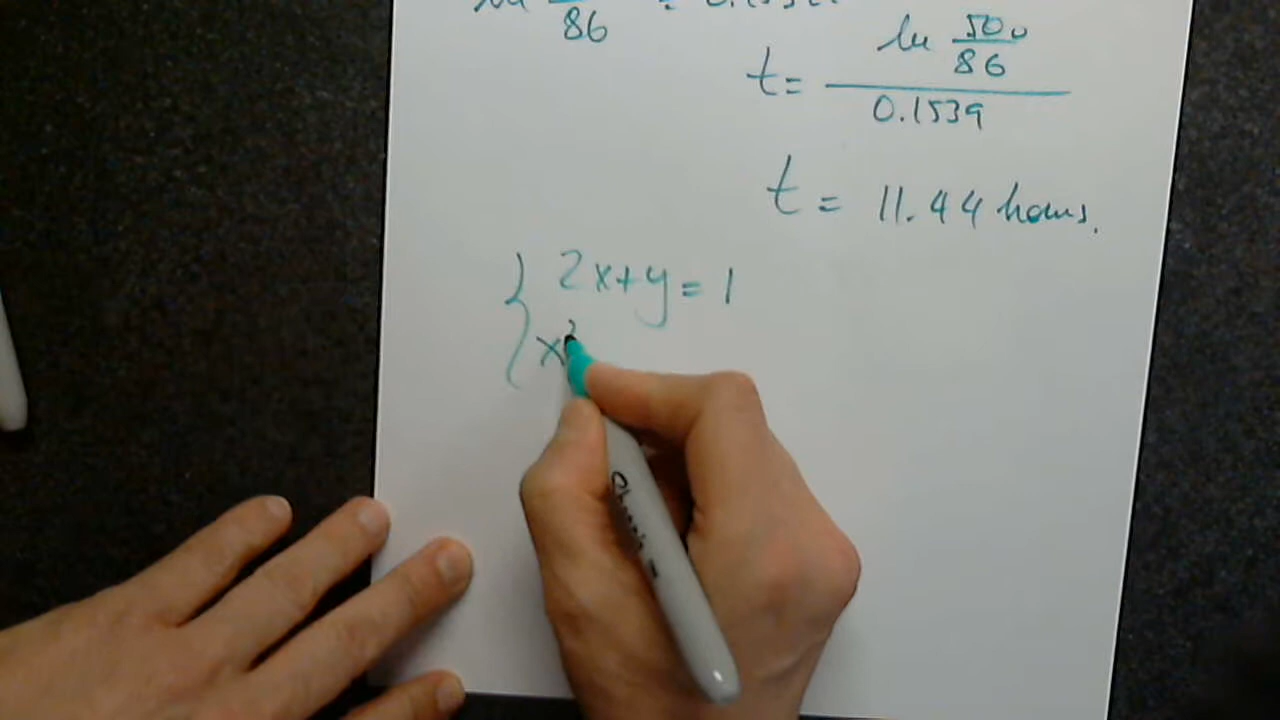 86
t = ln 500/86 / 0.1539
t = 11.44 hours.
2x+y = 1
x²